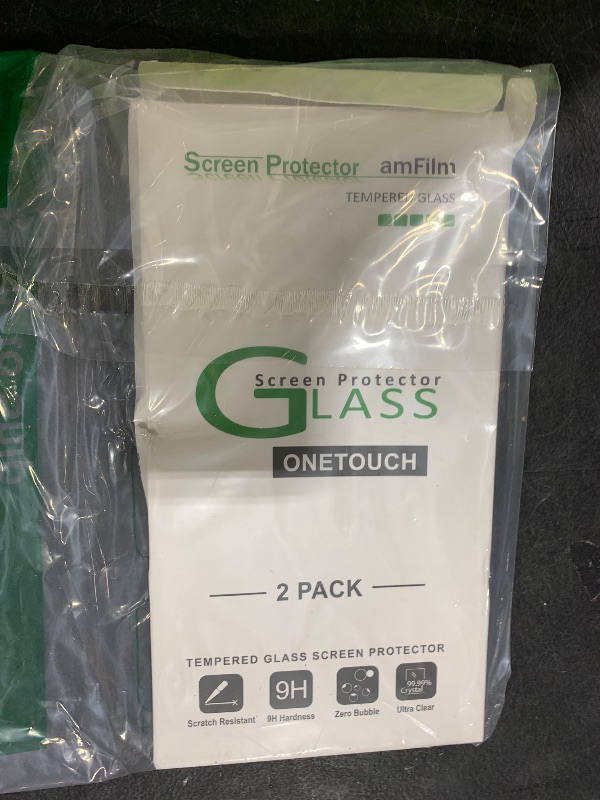 Screen Protector amFilm
TEMPERED GLASS
Screen Protector
GLASS
ONETOUCH
2 PACK
TEMPERED GLASS SCREEN PROTECTOR
9H
99.99%
Crystal
Scratch Resistant
9H Hardness
Zero Bubble
Ultra Clear